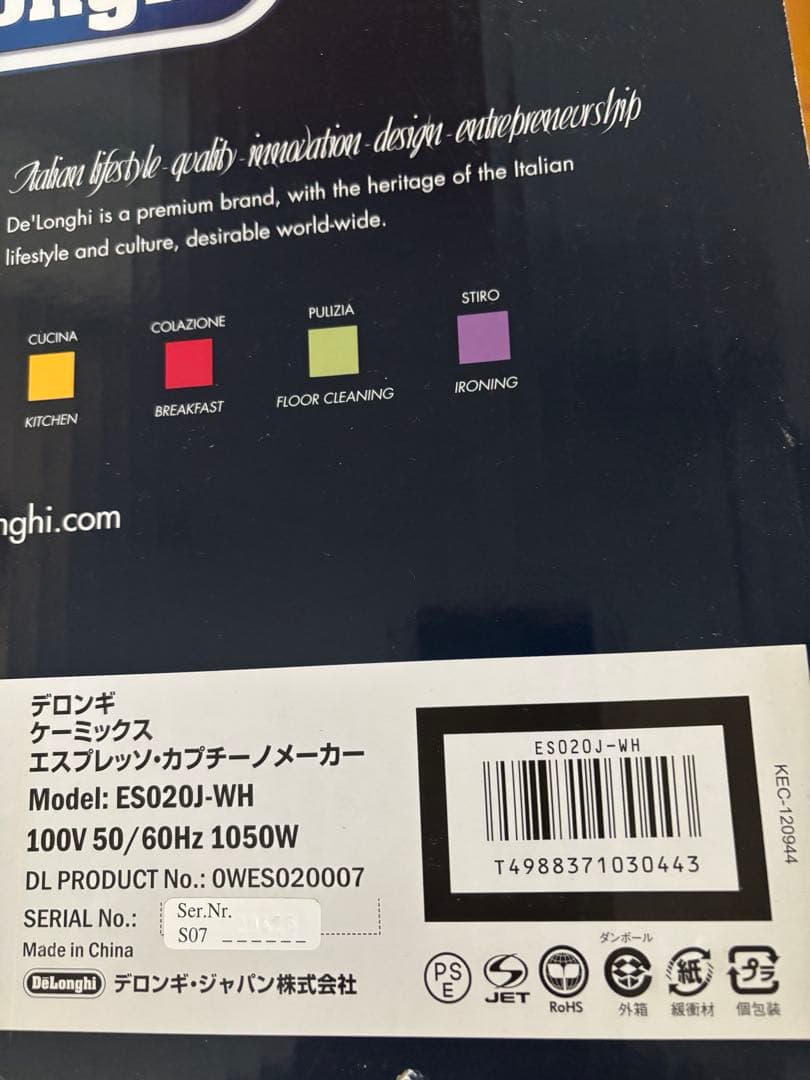 Italian lifestyle - quality - innovation - design - entrepreneurship
De'Longhi is a premium brand, with the heritage of the Italian
lifestyle and culture, desirable world-wide.
CUCINA
KITCHEN
COLAZIONE
BREAKFAST
PULIZIA
FLOOR CLEANING
STIRO
IRONING
nghi.com
デロンギ
ケーミックス
エスプレッソ・カプチーノメーカー
Model: ES020J-WH
100V 50/60Hz 1050W
DL PRODUCT No.: 0WES020007
SERIAL No.:
Ser.Nr.
S07
Made in China
DeLonghi デロンギ・ジャパン株式会社
ES020J-WH
T4988371030443
KEC-120944
PS
E
JET
RoHS
ダンボール
外箱
紙
緩衝材
プラ
個包装